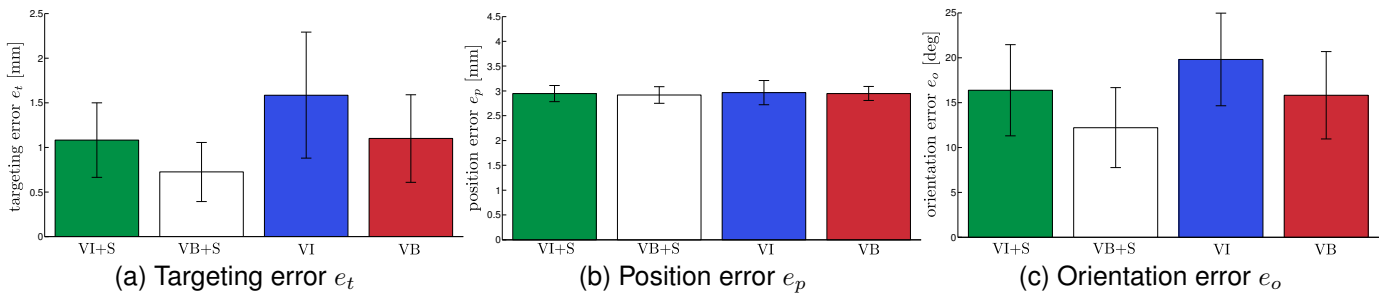 targeting error e_t [mm]
2.5
2
1.5
1
0.5
0
VI+S VB+S VI VB
(a) Targeting error e_t
position error e_p [mm]
4.5
4
3.5
3
2.5
2
1.5
1
0.5
0
VI+S VB+S VI VB
(b) Position error e_p
orientation error e_o [deg]
25
20
15
10
5
0
VI+S VB+S VI VB
(c) Orientation error e_o